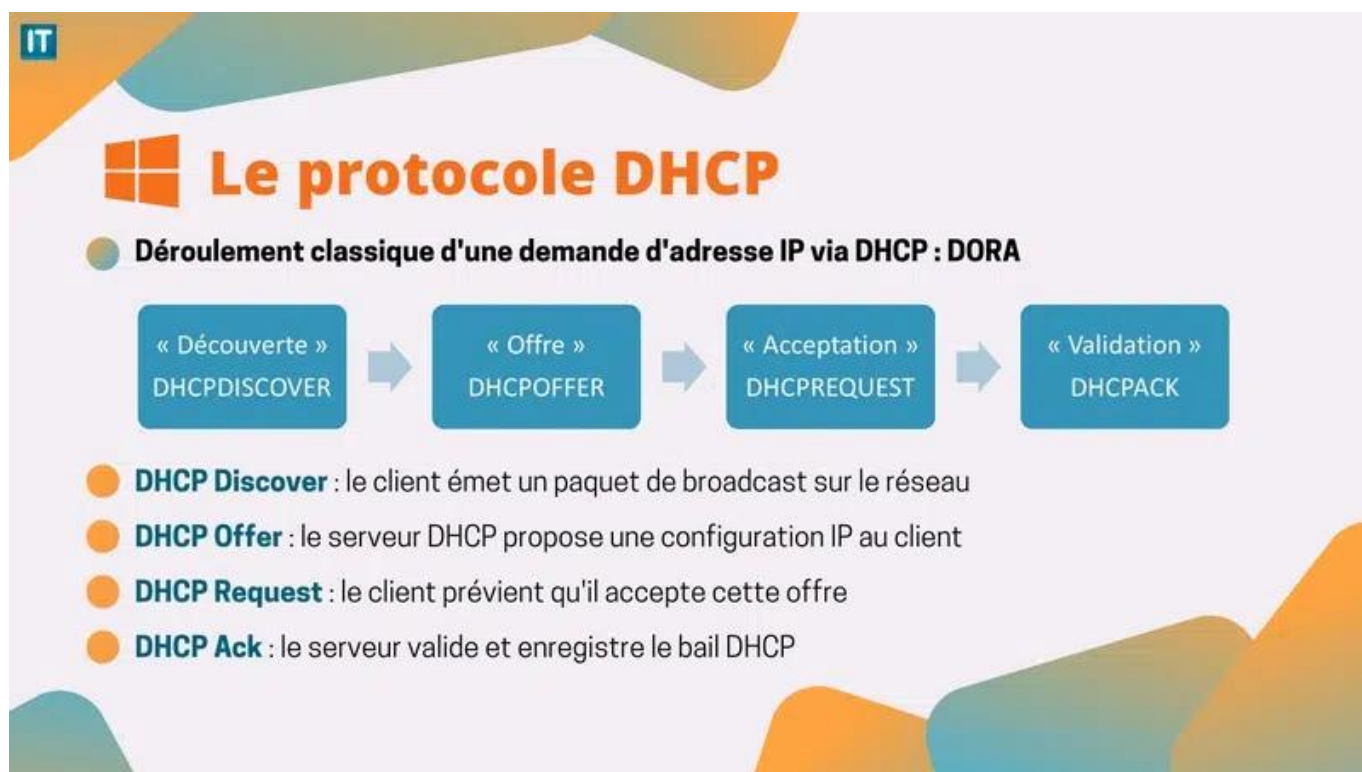 IT
Le protocole DHCP
Déroulement classique d'une demande d'adresse IP via DHCP : DORA
« Découverte »
DHCPDISCOVER
« Offre »
DHCPOFFER
« Acceptation »
DHCPREQUEST
« Validation »
DHCPACK
DHCP Discover : le client émet un paquet de broadcast sur le réseau
DHCP Offer : le serveur DHCP propose une configuration IP au client
DHCP Request : le client prévient qu'il accepte cette offre
DHCP Ack : le serveur valide et enregistre le bail DHCP